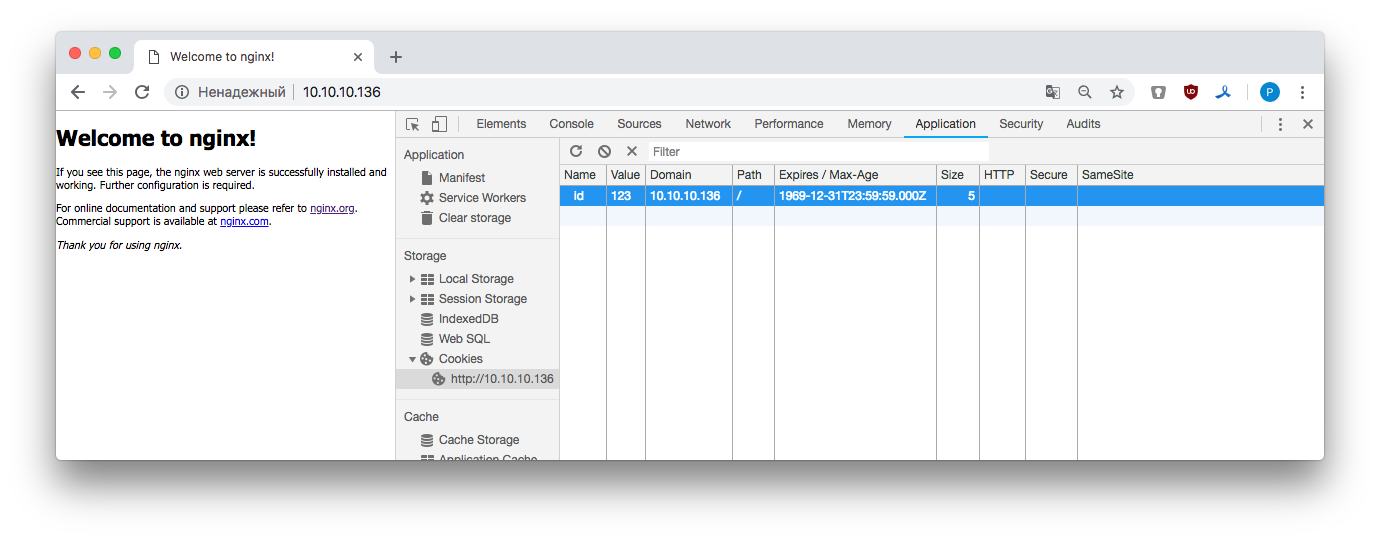 Welcome to nginx!
Ненадежный 10.10.10.136
Welcome to nginx!
If you see this page, the nginx web server is successfully installed and
working. Further configuration is required.
For online documentation and support please refer to nginx.org.
Commercial support is available at nginx.com.
Thank you for using nginx.
Elements Console Sources Network Performance Memory Application Security Audits
Application
Manifest
Service Workers
Clear storage
Storage
Local Storage
Session Storage
IndexedDB
Web SQL
Cookies
http://10.10.10.136
Cache
Cache Storage
Application Cache
Filter
Name Value Domain Path Expires / Max-Age Size HTTP Secure SameSite
id 123 10.10.10.136 / 1969-12-31T23:59:59.000Z 5
P